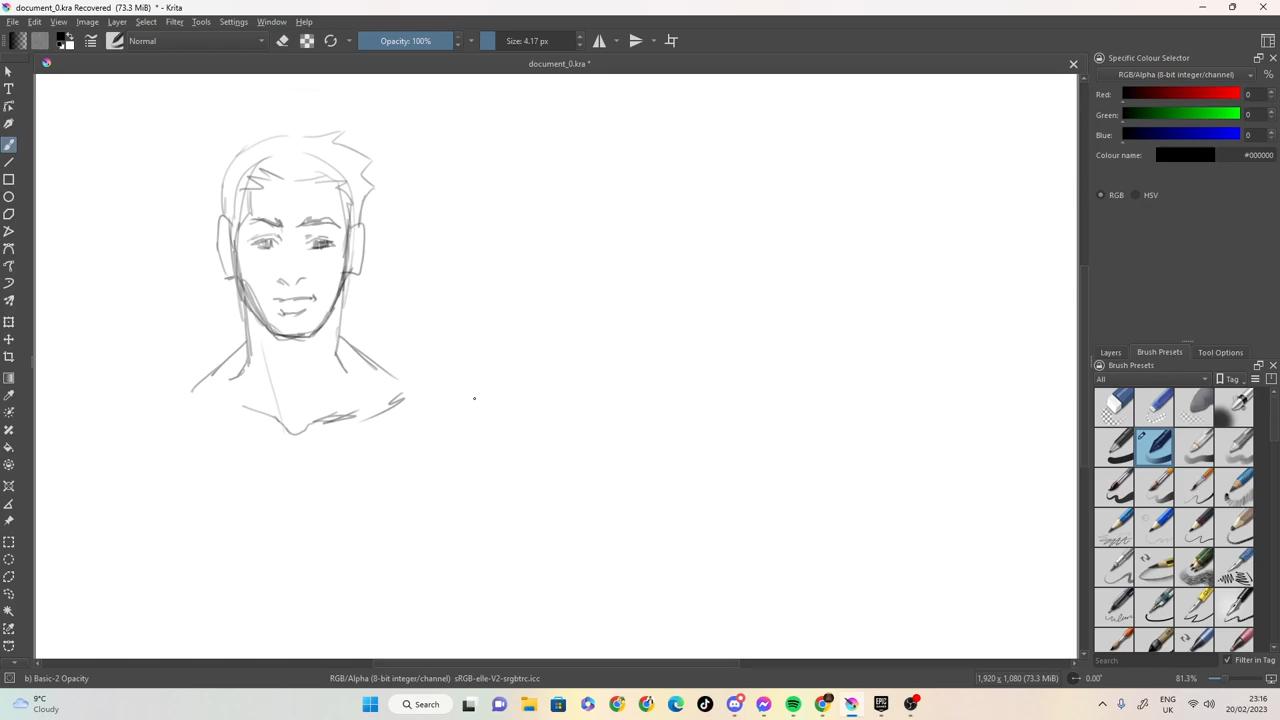 document_0.kra Recovered (73.3 MiB) * - Krita
File Edit View Image Layer Select Filter Tools Settings Window Help
Normal Opacity: 100% Size: 4.17 px
document_0.kra *
Specific Colour Selector
RGB/Alpha (8-bit integer/channel) %
Red: 0
Green: 0
Blue: 0
Colour name: #000000
RGB HSV
Layers Brush Presets Tool Options
Brush Presets
All Tag
Search Filter in Tag
b) Basic-2 Opacity RGB/Alpha (8-bit integer/channel) sRGB-elle-V2-srgbtrc.icc 1,920 x 1,080 (73.3 MiB) 0.00° 81.3%
9°C
Cloudy
Search
ENG
UK
23:16
20/02/2023